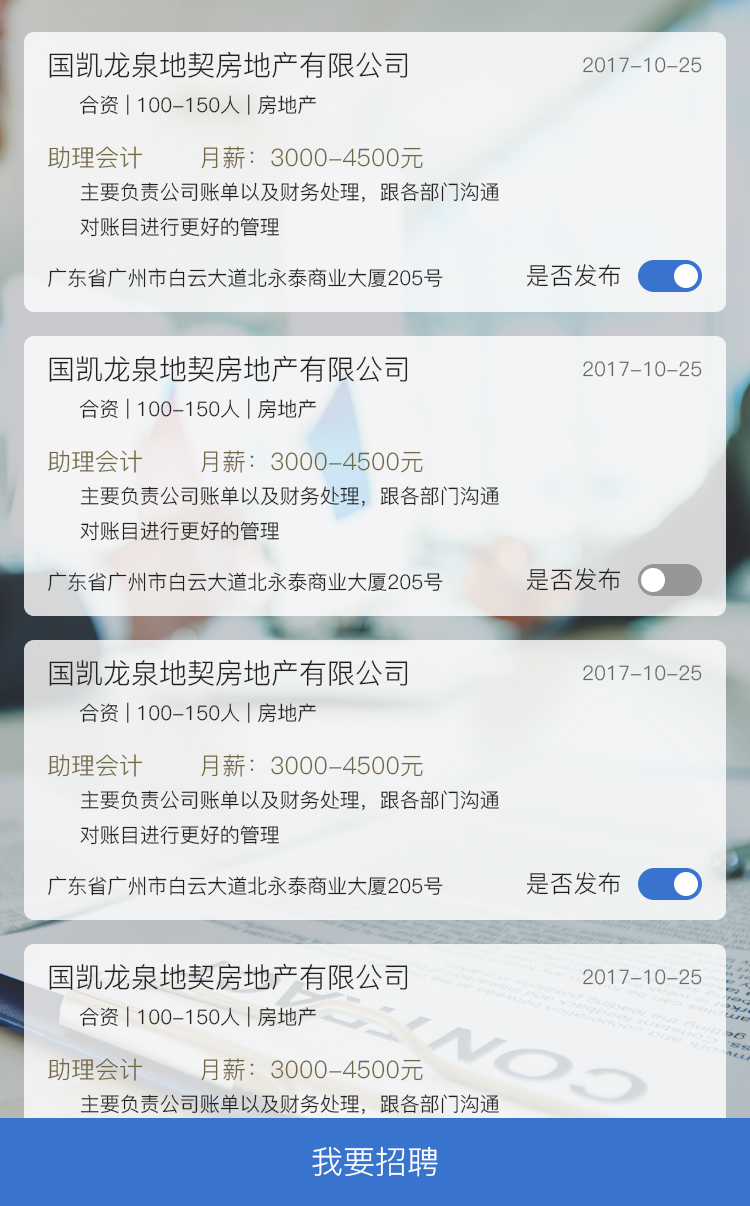 国凯龙泉地契房地产有限公司 2017-10-25
合资 | 100-150人 | 房地产
助理会计 月薪：3000-4500元
主要负责公司账单以及财务处理，跟各部门沟通
对账目进行更好的管理
广东省广州市白云大道北永泰商业大厦205号 是否发布
国凯龙泉地契房地产有限公司 2017-10-25
合资 | 100-150人 | 房地产
助理会计 月薪：3000-4500元
主要负责公司账单以及财务处理，跟各部门沟通
对账目进行更好的管理
广东省广州市白云大道北永泰商业大厦205号 是否发布
国凯龙泉地契房地产有限公司 2017-10-25
合资 | 100-150人 | 房地产
助理会计 月薪：3000-4500元
主要负责公司账单以及财务处理，跟各部门沟通
对账目进行更好的管理
广东省广州市白云大道北永泰商业大厦205号 是否发布
国凯龙泉地契房地产有限公司 2017-10-25
合资 | 100-150人 | 房地产
CONTRACT
助理会计 月薪：3000-4500元
主要负责公司账单以及财务处理，跟各部门沟通
我要招聘